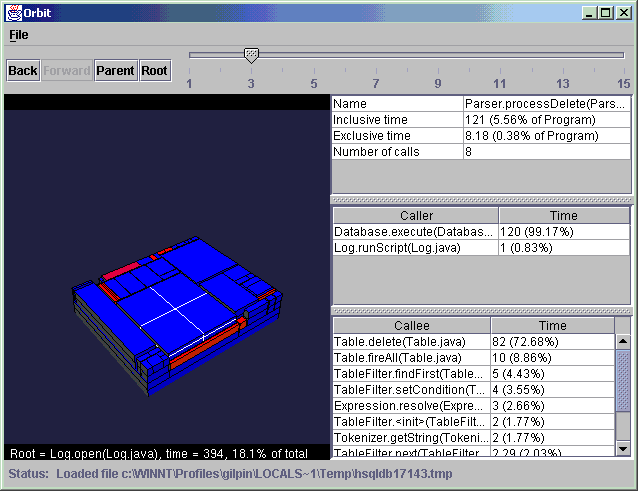 Orbit
File
Back Forward Parent Root
1 3 5 7 9 11 13 15
Name Parser.processDelete(Pars...
Inclusive time 121 (5.56% of Program)
Exclusive time 8.18 (0.38% of Program)
Number of calls 8
Caller Time
Database.execute(Databas... 120 (99.17%)
Log.runScript(Log.java) 1 (0.83%)
Callee Time
Table.delete(Table.java) 82 (72.68%)
Table.fireAll(Table.java) 10 (8.86%)
TableFilter.findFirst(Table... 5 (4.43%)
TableFilter.setCondition(T... 4 (3.55%)
Expression.resolve(Expre... 3 (2.66%)
TableFilter.<init>(TableFilt... 2 (1.77%)
Tokenizer.getString(Tokeni... 2 (1.77%)
TableFilter.next(TableFilter... 2.29 (2.03%)
Root = Log.open(Log.java), time = 394, 18.1% of total
Status: Loaded file c:\WINNT\Profiles\gilpin\LOCALS~1\Temp\hsqldb17143.tmp